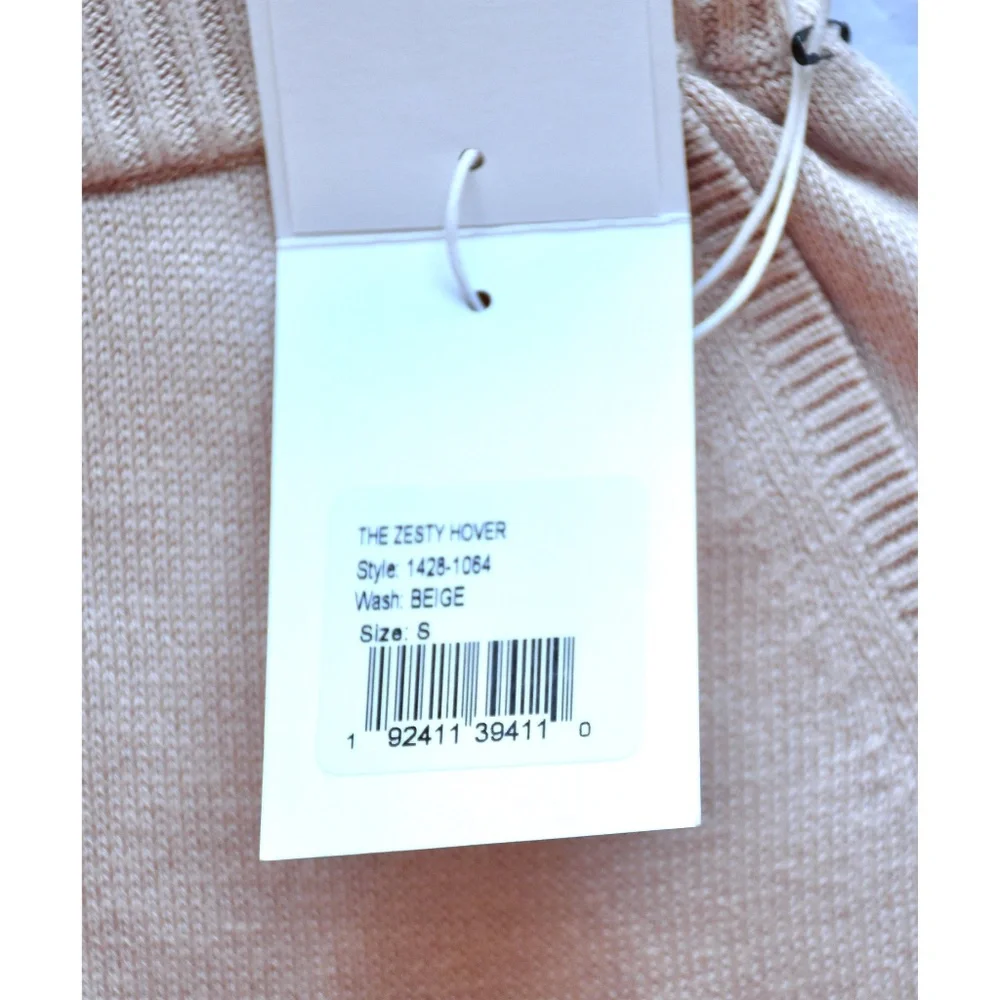 THE ZESTY HOVER
Style: 1428-1064
Wash: BEIGE
Size: S
1 92411 39411 0